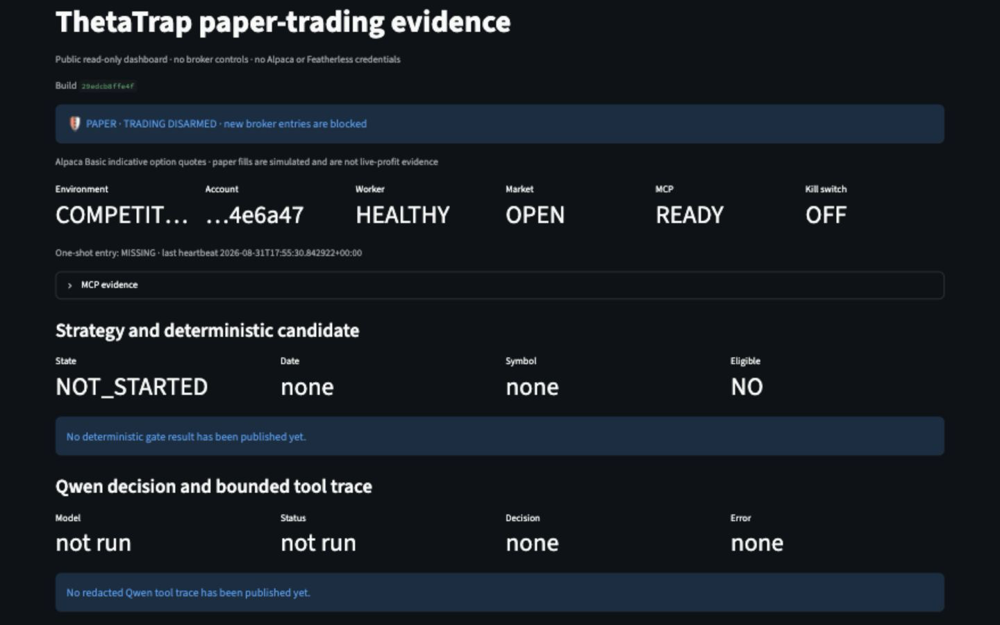 ThetaTrap paper-trading evidence
Public read-only dashboard · no broker controls · no Alpaca or Featherless credentials
Build 29edcb8ffe4f
PAPER · TRADING DISARMED · new broker entries are blocked
Alpaca Basic indicative option quotes · paper fills are simulated and are not live-profit evidence
Environment Account Worker Market MCP Kill switch
COMPETIT... ...4e6a47 HEALTHY OPEN READY OFF
One-shot entry: MISSING · last heartbeat 2026-08-31T17:55:30.842922+00:00
MCP evidence
Strategy and deterministic candidate
State Date Symbol Eligible
NOT_STARTED none none NO
No deterministic gate result has been published yet.
Qwen decision and bounded tool trace
Model Status Decision Error
not run not run none none
No redacted Qwen tool trace has been published yet.